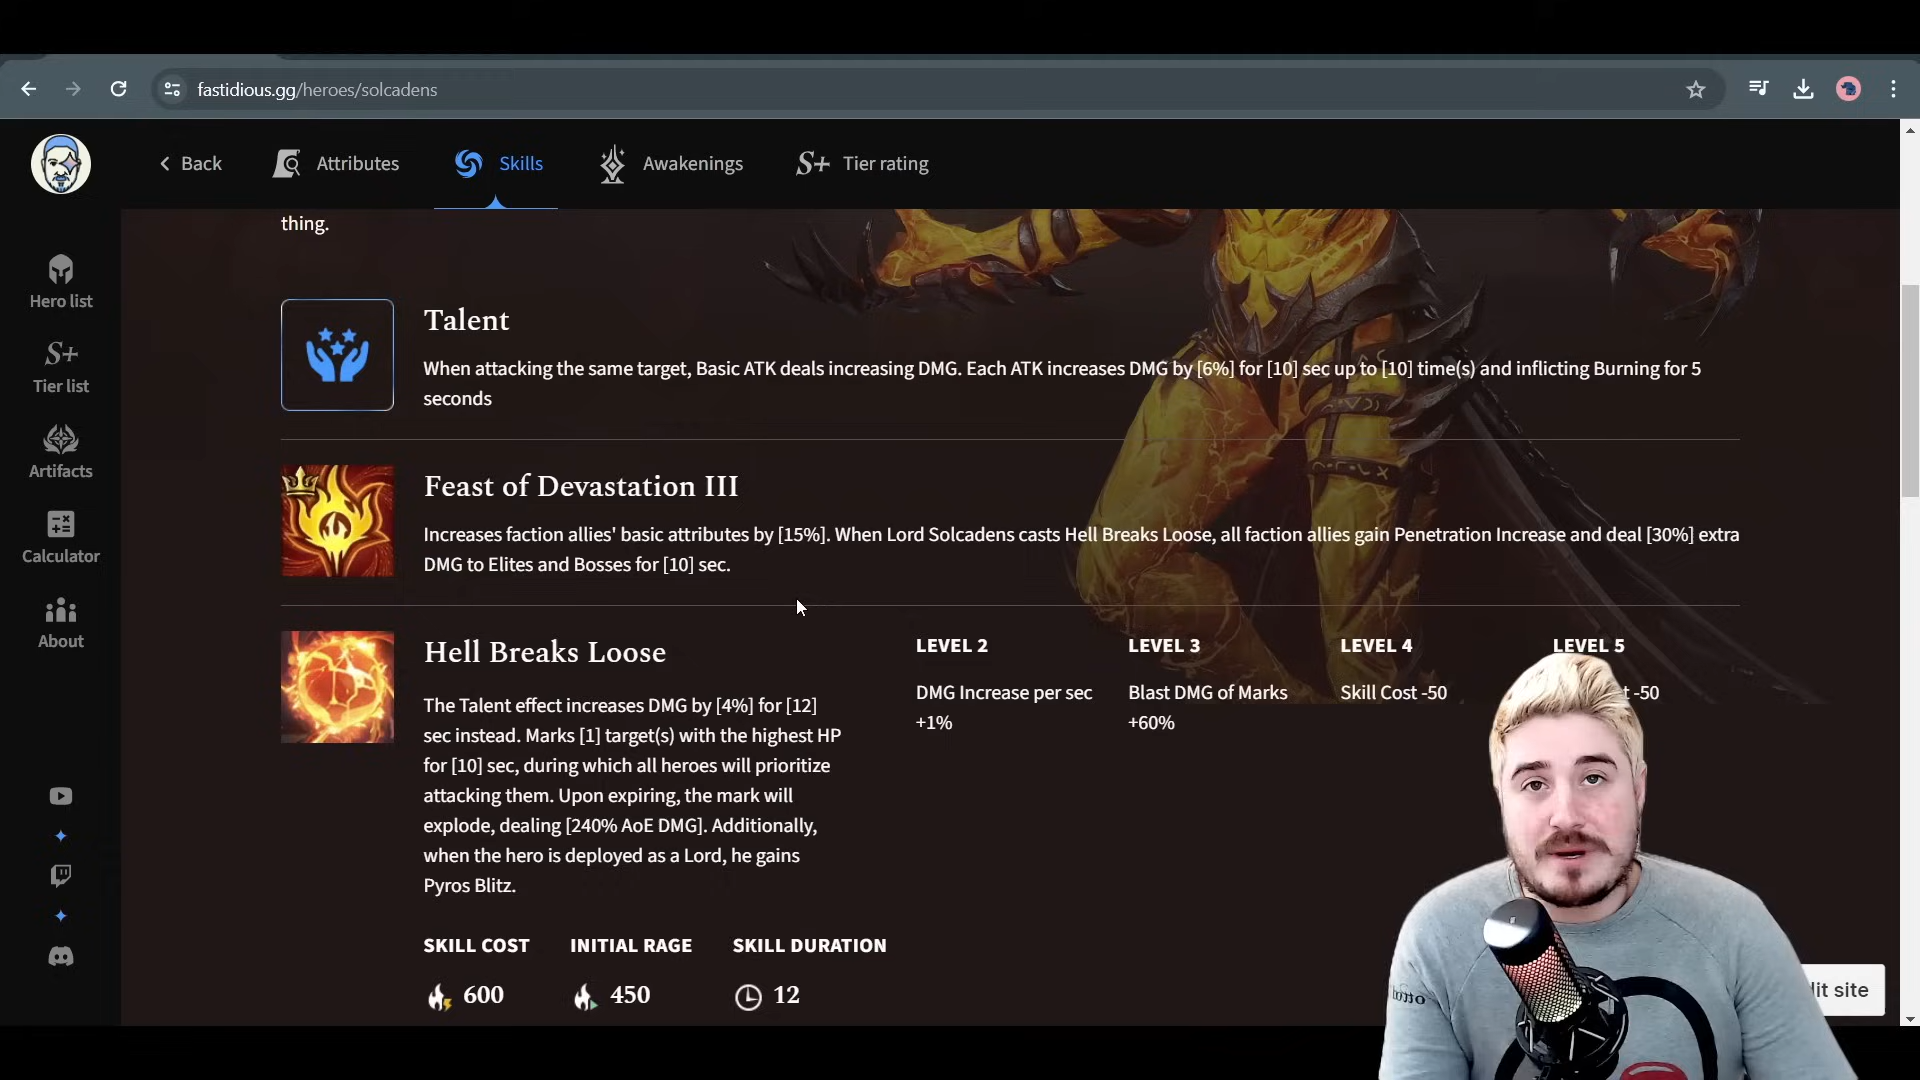 fastidious.gg/heroes/solcadens
Back
Attributes
Skills
Awakenings
S+ Tier rating
Hero list
S+
Tier list
Artifacts
Calculator
About
thing.
Talent
When attacking the same target, Basic ATK deals increasing DMG. Each ATK increases DMG by [6%] for [10] sec up to [10] time(s) and inflicting Burning for 5
seconds
Feast of Devastation III
Increases faction allies' basic attributes by [15%]. When Lord Solcadens casts Hell Breaks Loose, all faction allies gain Penetration Increase and deal [30%] extra
DMG to Elites and Bosses for [10] sec.
Hell Breaks Loose
The Talent effect increases DMG by [4%] for [12]
sec instead. Marks [1] target(s) with the highest HP
for [10] sec, during which all heroes will prioritize
attacking them. Upon expiring, the mark will
explode, dealing [240% AoE DMG]. Additionally,
when the hero is deployed as a Lord, he gains
Pyros Blitz.
LEVEL 2
DMG Increase per sec
+1%
LEVEL 3
Blast DMG of Marks
+60%
LEVEL 4
Skill Cost -50
LEVEL 5
-50
SKILL COST
600
INITIAL RAGE
450
SKILL DURATION
12
site